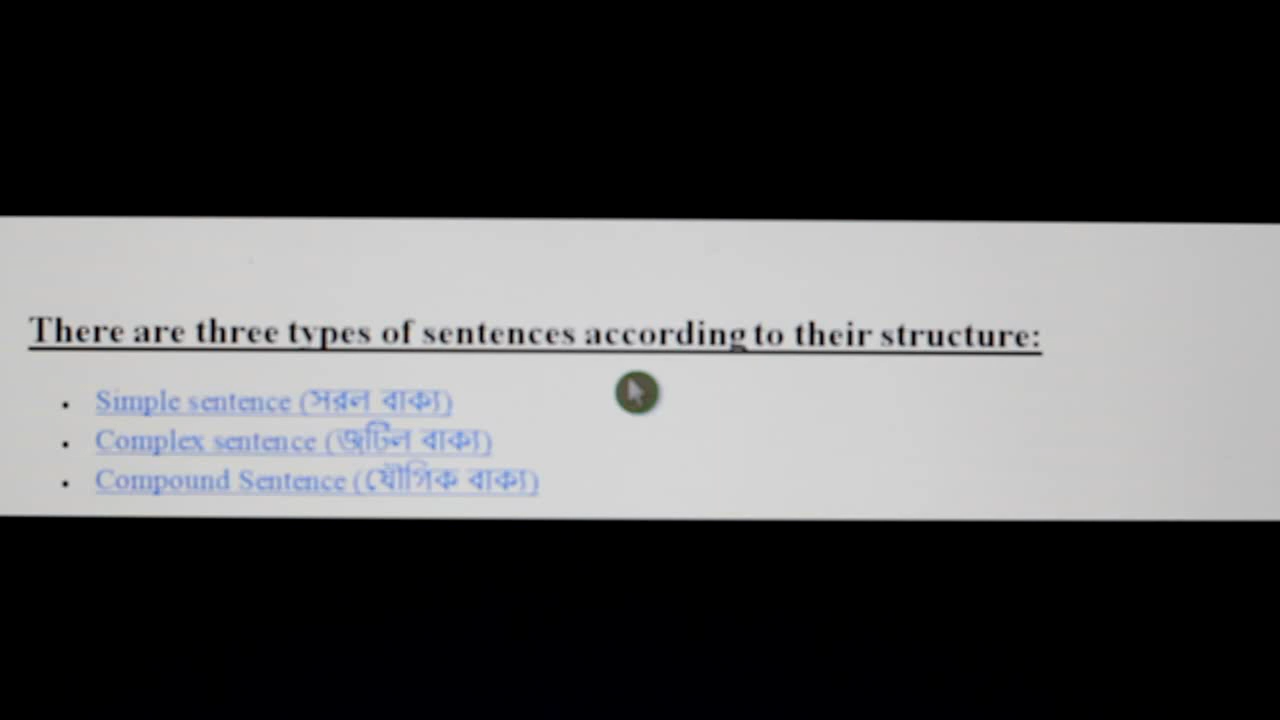 There are three types of sentences according to their structure:
Simple sentence (সরল বাক্য)
Complex sentence (জটিল বাক্য)
Compound Sentence (যৌগিক বাক্য)